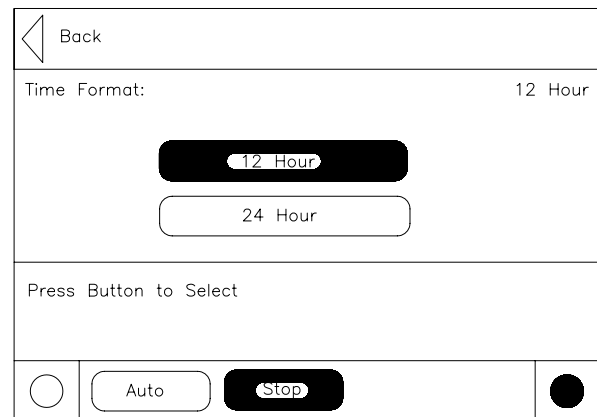 Back
Time Format: 12 Hour
12 Hour
24 Hour
Press Button to Select
Auto Stop